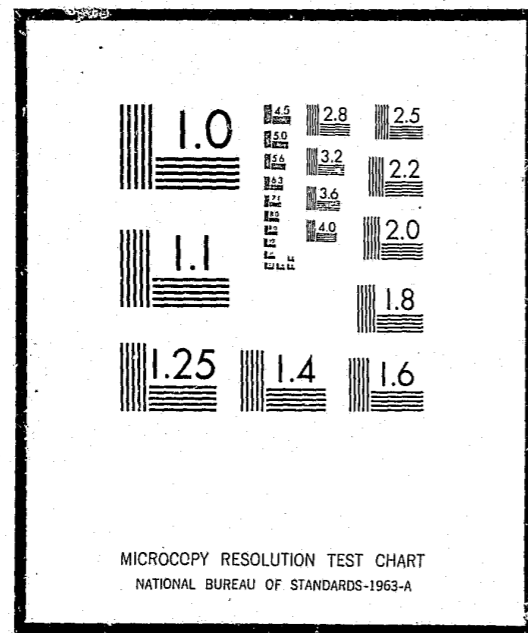 1.0
4.5 2.8 2.5
5.0
5.6 3.2 2.2
6.3
3.6
4.0 2.0
1.1
1.8
1.25 1.4 1.6
MICROCOPY RESOLUTION TEST CHART
NATIONAL BUREAU OF STANDARDS-1963-A